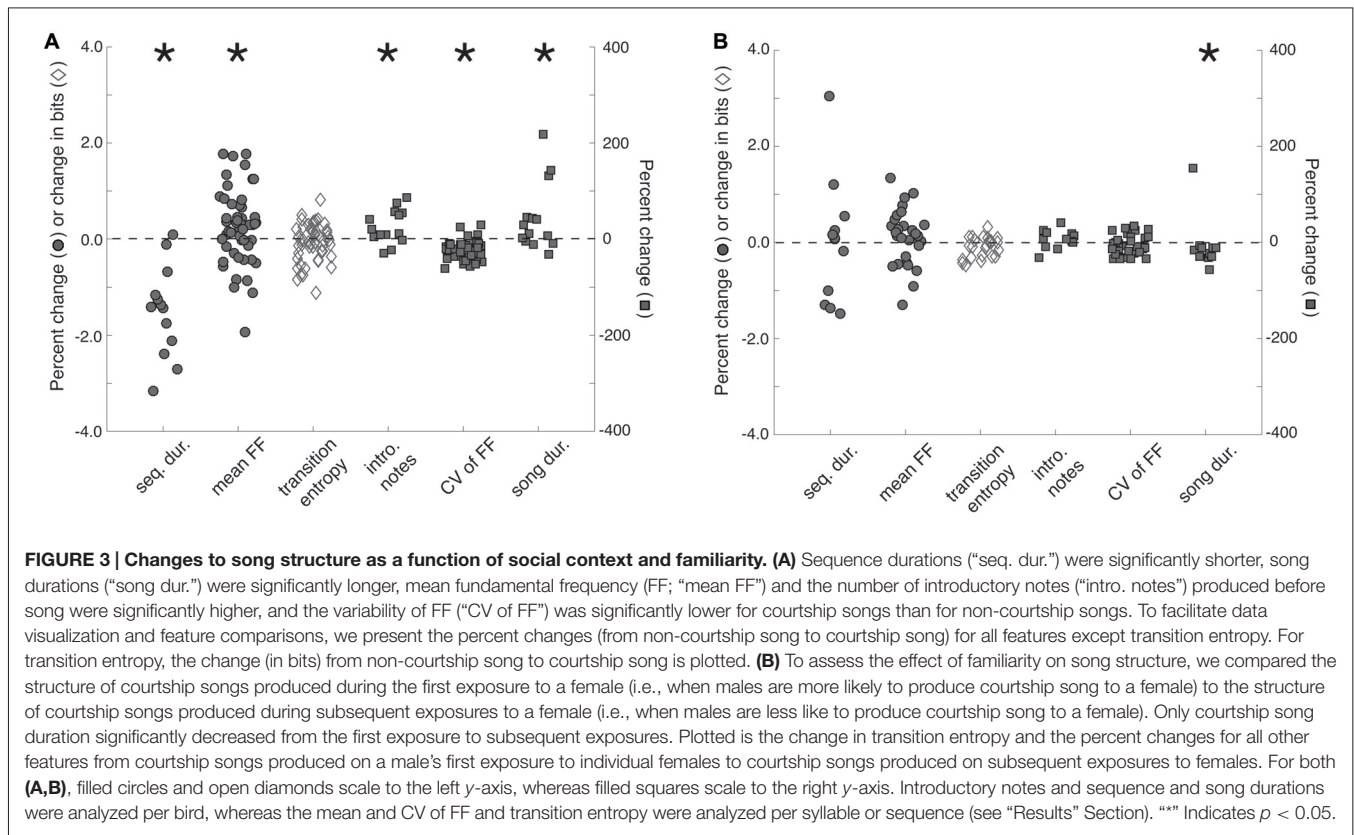 A
B
4.0
2.0
0.0
-2.0
-4.0
Percent change (●) or change in bits (◇)
400
200
0
-200
-400
Percent change (■)
* * * * *
seq. dur.
mean FF
transition
entropy
intro.
notes
CV of FF
song dur.
4.0
2.0
0.0
-2.0
-4.0
Percent change (●) or change in bits (◇)
400
200
0
-200
-400
Percent change (■)
*
seq. dur.
mean FF
transition
entropy
intro.
notes
CV of FF
song dur.
FIGURE 3 | Changes to song structure as a function of social context and familiarity. (A) Sequence durations (“seq. dur.”) were significantly shorter, song
durations (“song dur.”) were significantly longer, mean fundamental frequency (FF; “mean FF”) and the number of introductory notes (“intro. notes”) produced before
song were significantly higher, and the variability of FF (“CV of FF”) was significantly lower for courtship songs than for non-courtship songs. To facilitate data
visualization and feature comparisons, we present the percent changes (from non-courtship song to courtship song) for all features except transition entropy. For
transition entropy, the change (in bits) from non-courtship song to courtship song is plotted. (B) To assess the effect of familiarity on song structure, we compared the
structure of courtship songs produced during the first exposure to a female (i.e., when males are more likely to produce courtship song to a female) to the structure
of courtship songs produced during subsequent exposures to a female (i.e., when males are less like to produce courtship song to a female). Only courtship song
duration significantly decreased from the first exposure to subsequent exposures. Plotted is the change in transition entropy and the percent changes for all other
features from courtship songs produced on a male’s first exposure to individual females to courtship songs produced on subsequent exposures to females. For both
(A,B), filled circles and open diamonds scale to the left y-axis, whereas filled squares scale to the right y-axis. Introductory notes and sequence and song durations
were analyzed per bird, whereas the mean and CV of FF and transition entropy were analyzed per syllable or sequence (see “Results” Section). “*” Indicates p < 0.05.